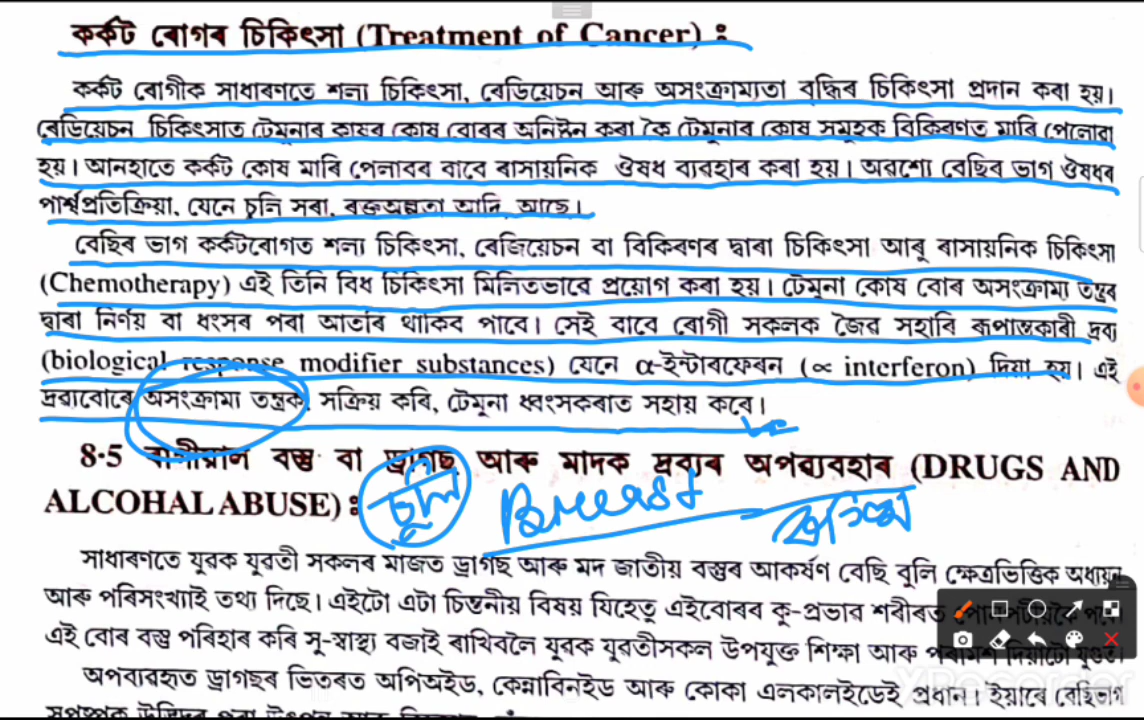 কৰ্কট ৰোগৰ চিকিৎসা (Treatment of Cancer) :
কৰ্কট ৰোগীক সাধাৰণতে শল্য চিকিৎসা, ৰেডিয়েচন আৰু অসংক্ৰাম্যতা বৃদ্ধিৰ চিকিৎসা প্ৰদান কৰা হয়।
ৰেডিয়েচন চিকিৎসাত টেমুনাৰ কাষৰ কোষ বোৰৰ অনিষ্ট নকৰা কৈ টেমুনাৰ কোষ সমূহক বিকিৰণত মাৰি পেলোৱা
হয়। আনহাতে কৰ্কট কোষ মাৰি পেলাবৰ বাবে ৰাসায়নিক ঔষধ ব্যৱহাৰ কৰা হয়। অৱশ্যে বেছিৰ ভাগ ঔষধৰ
পাৰ্শ্বপ্ৰতিক্ৰিয়া, যেনে চুলি সৰা, ৰক্তঅল্পতা আদি আছে।
বেছিৰ ভাগ কৰ্কটৰোগত শল্য চিকিৎসা, ৰেজিয়েচন বা বিকিৰণৰ দ্বাৰা চিকিৎসা আৰু ৰাসায়নিক চিকিৎসা
(Chemotherapy) এই তিনি বিধ চিকিৎসা মিলিতভাবে প্ৰয়োগ কৰা হয়। টেমুনা কোষ বোৰ অসংক্ৰাম্য তন্ত্ৰৰ
দ্বাৰা নিৰ্ণয় বা ধংসৰ পৰা আতৰি থাকিব পাৰে। সেই বাবে ৰোগী সকলক জৈৱ সহাৰি ৰূপান্তকাৰী দ্ৰব্য
(biological response modifier substances) যেনে α-ইন্টাৰফেৰন (∝ interferon) দিয়া হয়। এই
দ্ৰব্যবোৰে অসংক্ৰাম্য তন্ত্ৰক সক্ৰিয় কৰি, টেমুনা ধ্বংসকৰাত সহায় কৰে।
8·5 ৰাগীয়াল বস্তু বা ড্ৰাগছ আৰু মাদক দ্ৰব্যৰ অপব্যৱহাৰ (DRUGS AND
ALCOHAL ABUSE) :
চুলি Breast
সাধাৰণতে যুৱক যুৱতী সকলৰ মাজত ড্ৰাগছ আৰু মদ জাতীয় বস্তুৰ আকৰ্ষণ বেছি বুলি ক্ষেত্ৰভিত্তিক অধ্যয়ন
আৰু পৰিসংখ্যাই তথ্য দিছে। এইটো এটা চিন্তনীয় বিষয় যিহেতু এইবোৰৰ কু-প্ৰভাৱ শৰীৰত
এই বোৰ বস্তু পৰিহাৰ কৰি সু-স্বাস্থ্য বজাই ৰাখিবলৈ যুৱক যুৱতীসকল উপযুক্ত শিক্ষা আৰু
অপব্যৱহৃত ড্ৰাগছৰ ভিতৰত অপিঅইড, কেন্নাবিনইড আৰু কোকা এলকালইডেই প্ৰধান। ইয়াৰে বেছিভাগ